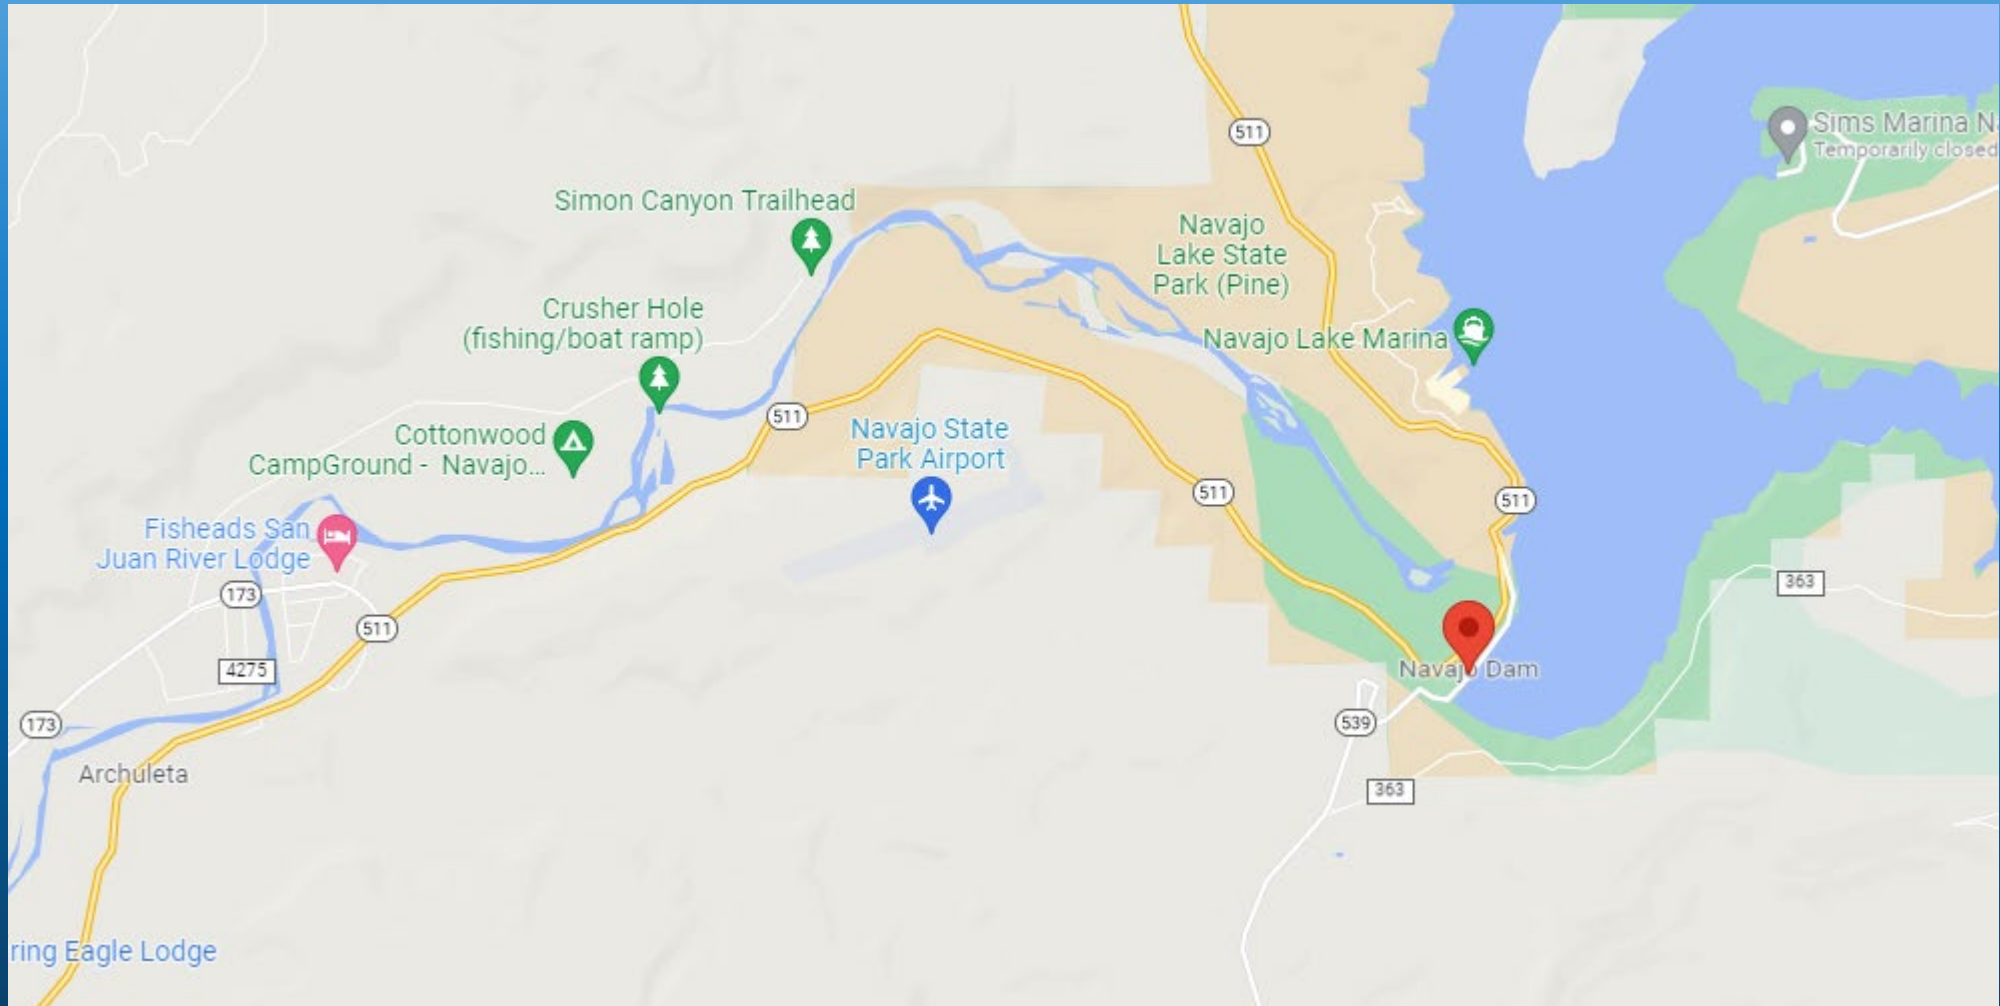 511
Sims Marina N
Temporarily closed
Simon Canyon Trailhead
Navajo
Lake State
Park (Pine)
Crusher Hole
(fishing/boat ramp)
Navajo Lake Marina
511
Cottonwood
CampGround - Navajo...
Navajo State
Park Airport
511
511
Fisheads San
Juan River Lodge
173
363
511
4275
Navajo Dam
173
539
Archuleta
363
ring Eagle Lodge